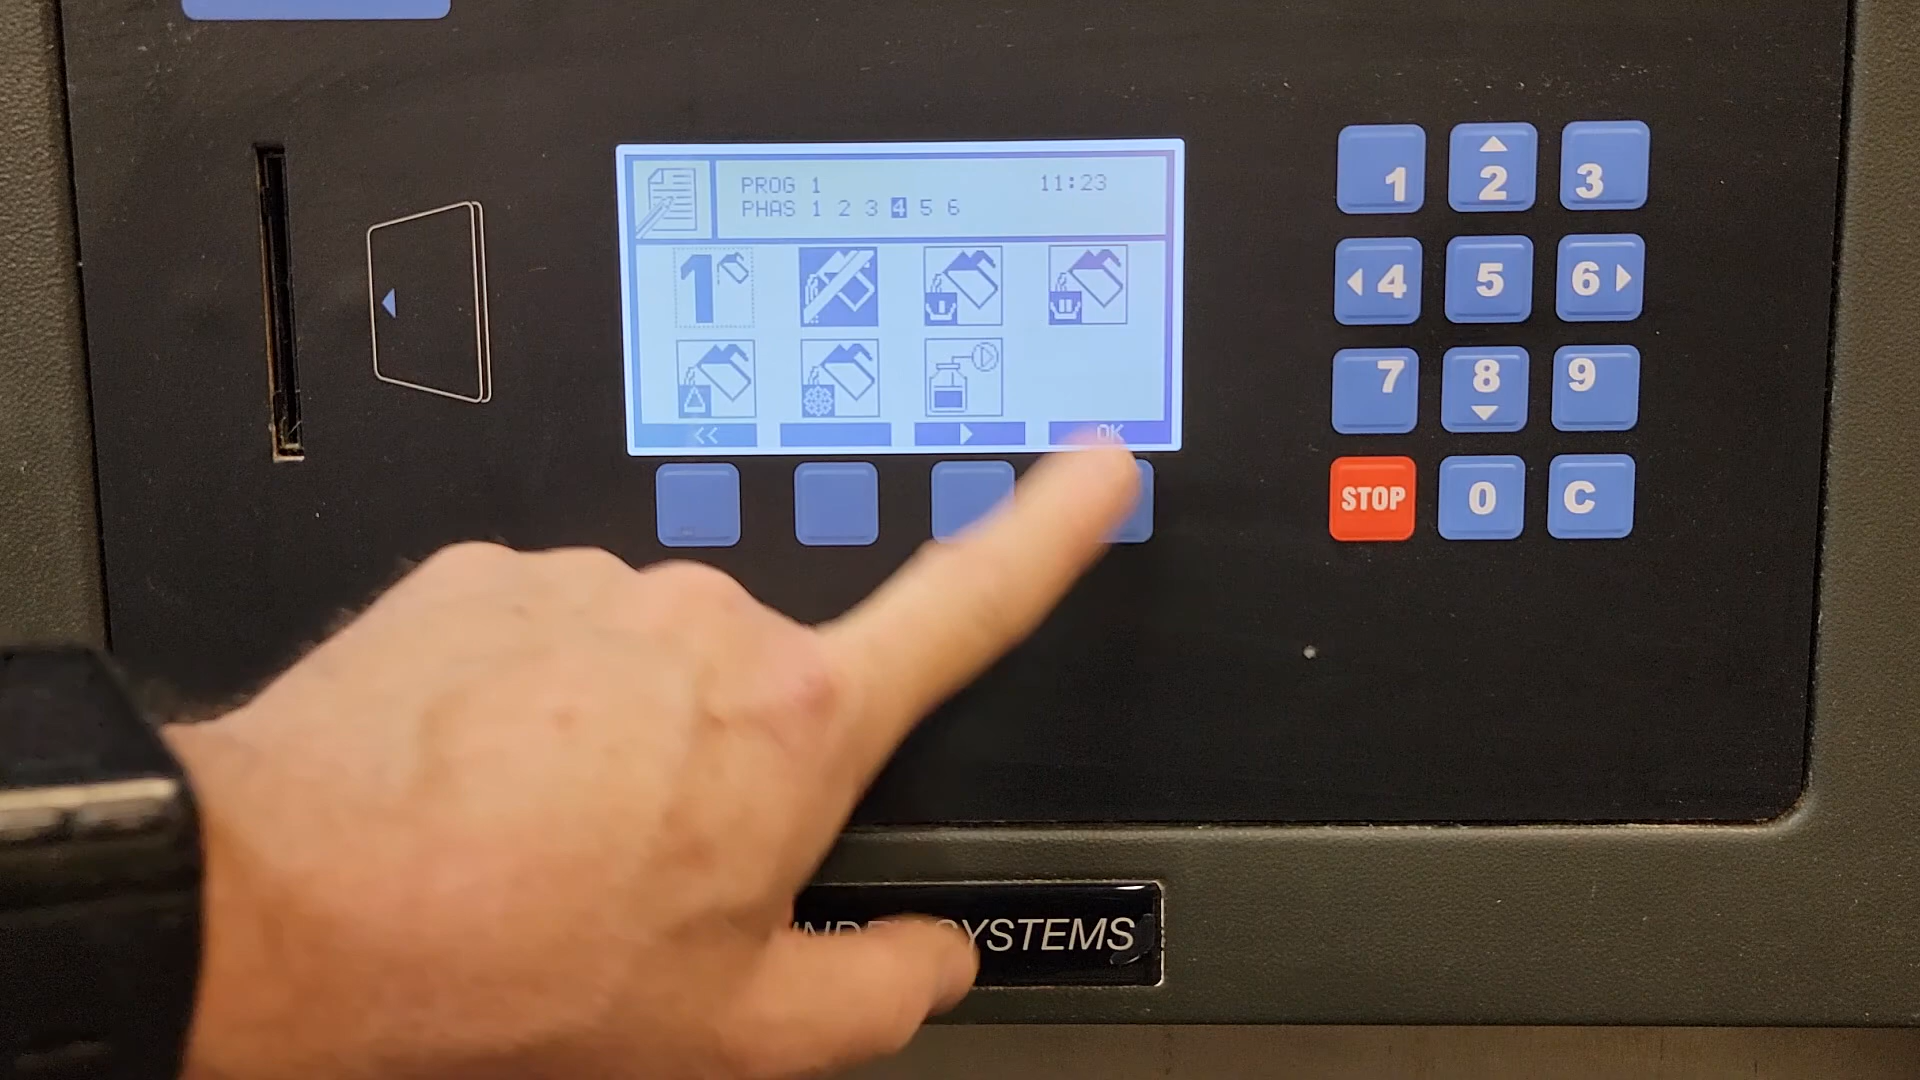 PROG 1 11:23
PHAS 1 2 3 4 5 6
1
<< OK
1 2 3
4 5 6
7 8 9
STOP 0 C
SYSTEMS